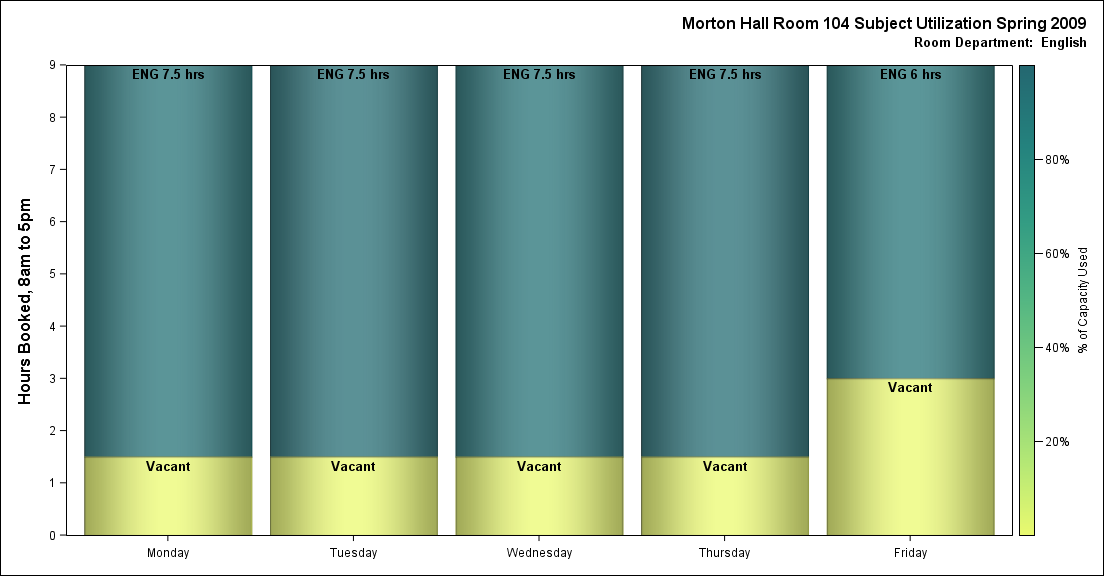 Morton Hall Room 104 Subject Utilization Spring 2009
Room Department:  English
Hours Booked, 8am to 5pm
9
8
7
6
5
4
3
2
1
0
ENG 7.5 hrs
ENG 7.5 hrs
ENG 7.5 hrs
ENG 7.5 hrs
ENG 6 hrs
Vacant
Vacant
Vacant
Vacant
Vacant
Monday
Tuesday
Wednesday
Thursday
Friday
80%
60%
40%
20%
% of Capacity Used